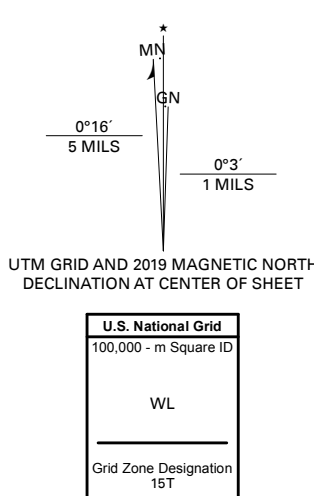 ★
MN
GN
0°16´
5 MILS
0°3´
1 MILS
UTM GRID AND 2019 MAGNETIC NORTH
DECLINATION AT CENTER OF SHEET
U.S. National Grid
100,000 - m Square ID
WL
Grid Zone Designation
15T